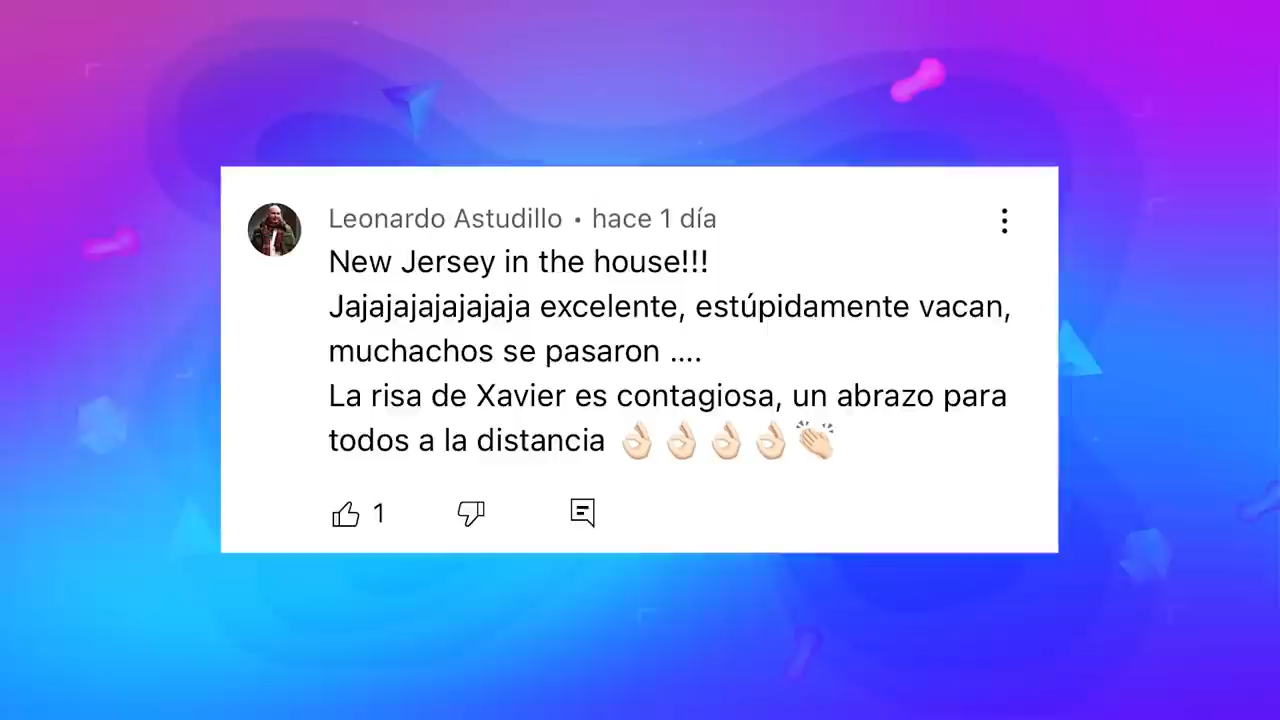 Leonardo Astudillo • hace 1 día
New Jersey in the house!!!
Jajajajajajajaja excelente, estúpidamente vacan,
muchachos se pasaron ....
La risa de Xavier es contagiosa, un abrazo para
todos a la distancia 👌🏻👌🏻👌🏻👌🏻👏🏻
1